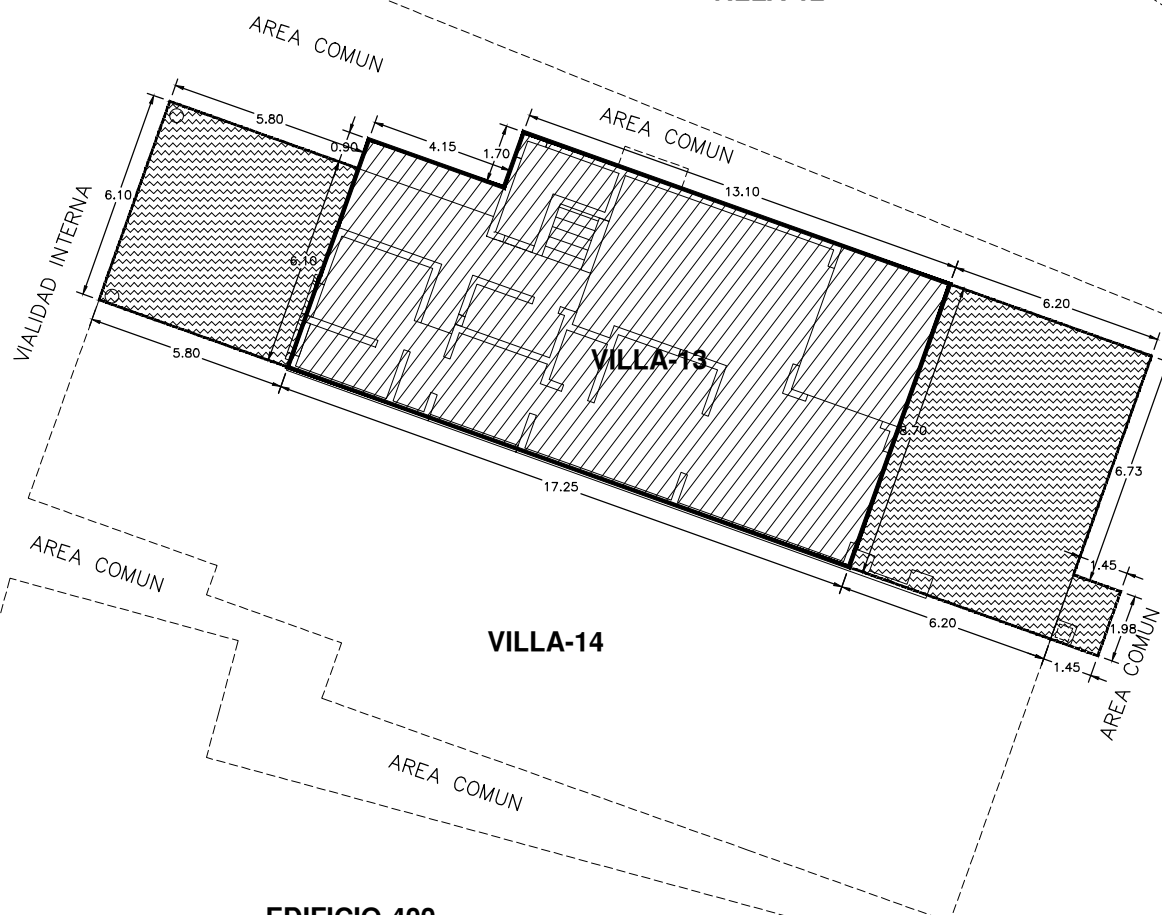 AREA COMUN
5.80
0.90
4.15
1.70
AREA COMUN
13.10
6.10
VIALIDAD INTERNA
6.10
6.20
VILLA-13
5.80
8.70
6.73
17.25
1.45
AREA COMUN
6.20
1.98
VILLA-14
1.45
AREA COMUN
AREA COMUN